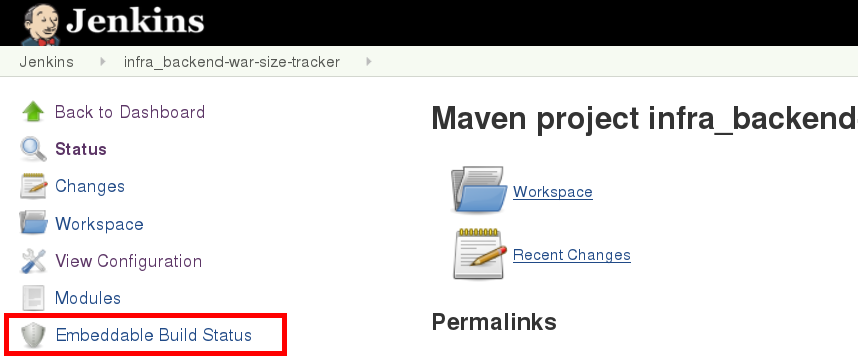 Jenkins
Jenkins infra_backend-war-size-tracker
Back to Dashboard
Status
Changes
Workspace
View Configuration
Modules
Embeddable Build Status
Maven project infra_backend
Workspace
Recent Changes
Permalinks